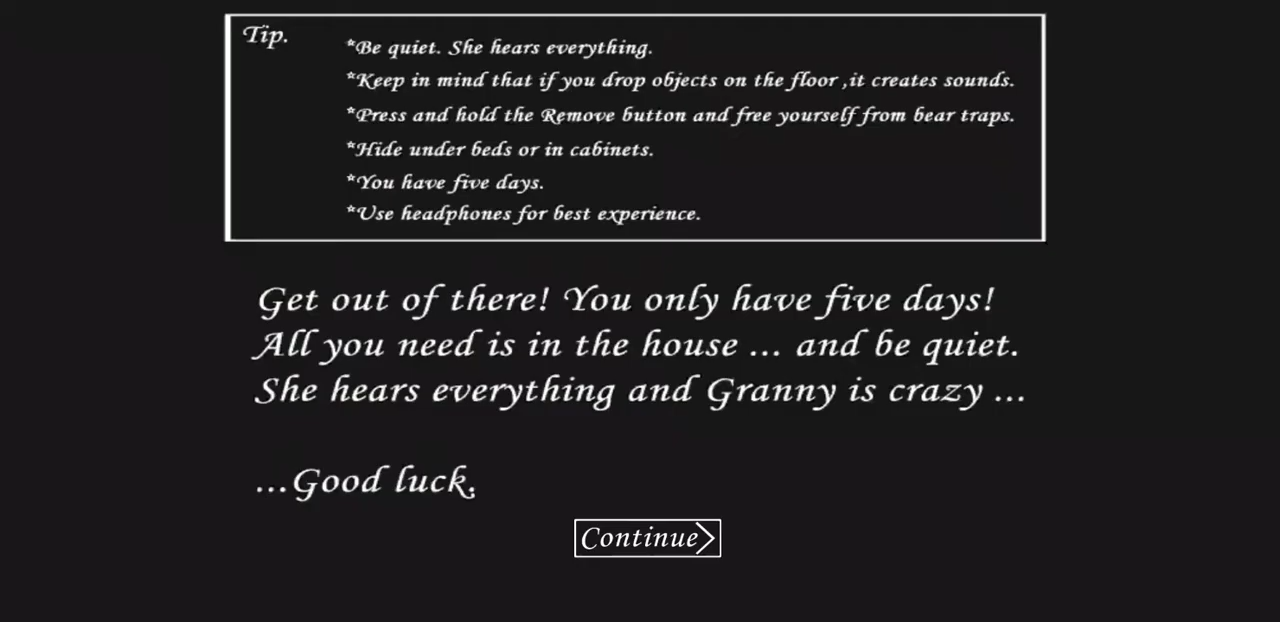 Tip.
*Be quiet. She hears everything.
*Keep in mind that if you drop objects on the floor ,it creates sounds.
*Press and hold the Remove button and free yourself from bear traps.
*Hide under beds or in cabinets.
*You have five days.
*Use headphones for best experience.
Get out of there! You only have five days!
All you need is in the house ... and be quiet.
She hears everything and Granny is crazy ...
...Good luck.
Continue>